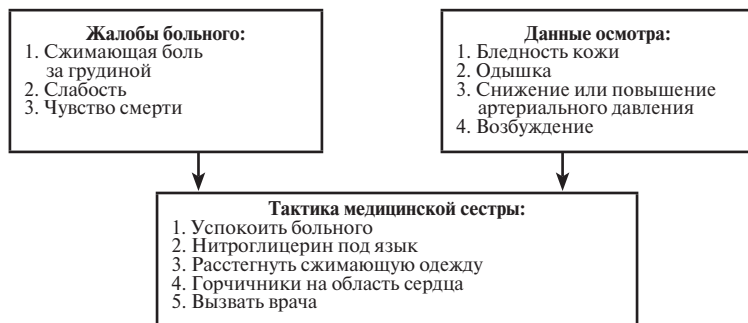 Жалобы больного:
1. Сжимающая боль
за грудиной
2. Слабость
3. Чувство смерти
Данные осмотра:
1. Бледность кожи
2. Одышка
3. Снижение или повышение
артериального давления
4. Возбуждение
Тактика медицинской сестры:
1. Успокоить больного
2. Нитроглицерин под язык
3. Расстегнуть сжимающую одежду
4. Горчичники на область сердца
5. Вызвать врача